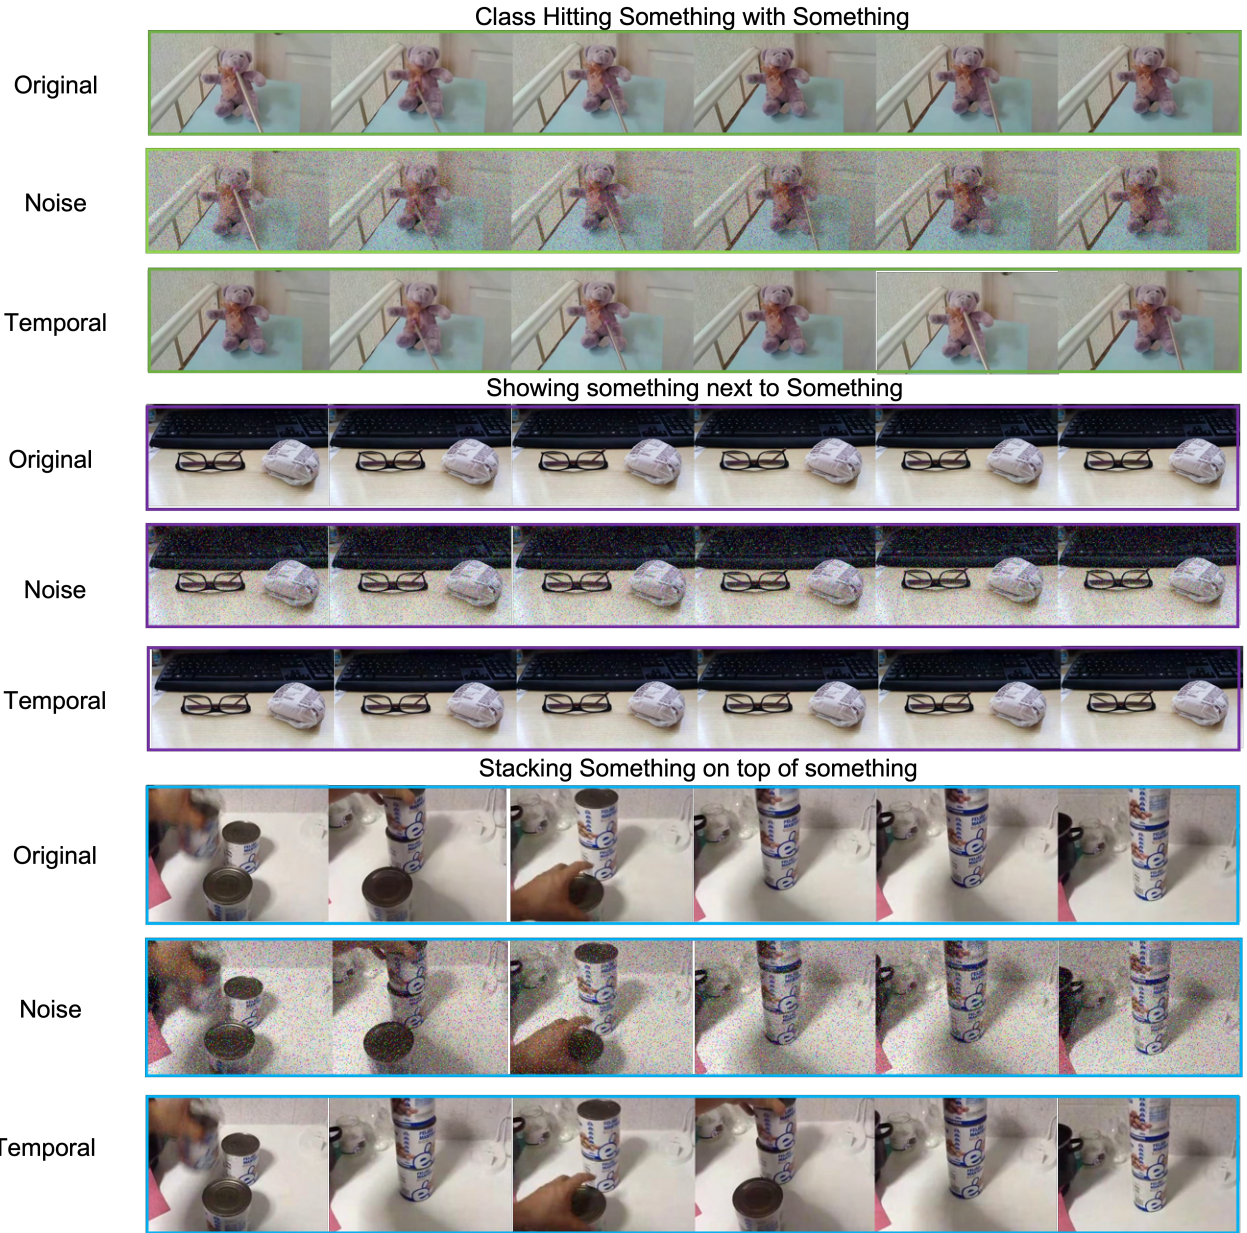 Class Hitting Something with Something
Original
Noise
Temporal
Showing something next to Something
Original
Noise
Temporal
Stacking Something on top of something
Original
Noise
Temporal